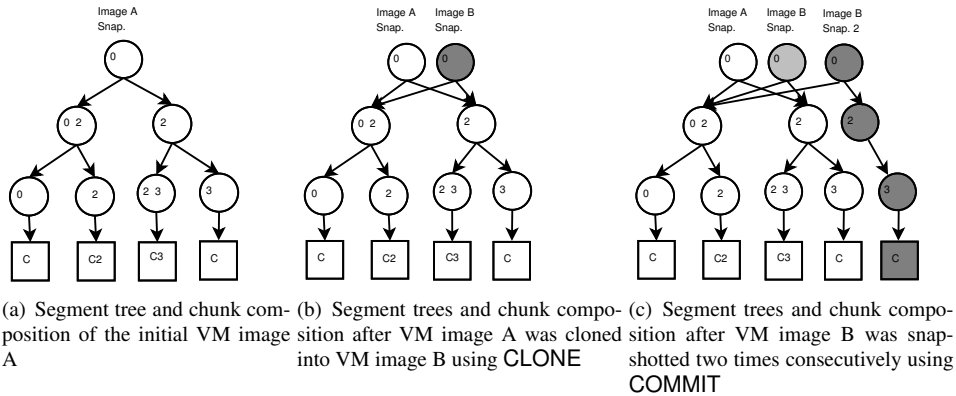 Image A
Snap.
0
0 2
2
0
2
2 3
3
C
C2
C3
C
(a) Segment tree and chunk com-
position of the initial VM image
A
Image A
Snap.
Image B
Snap.
0
0
0 2
2
0
2
2 3
3
C
C2
C3
C
(b) Segment trees and chunk compo-
sition after VM image A was cloned
into VM image B using CLONE
Image A
Snap.
Image B
Snap.
Image B
Snap. 2
0
0
0
0 2
2
2
0
2
2 3
3
3
C
C2
C3
C
C
(c) Segment trees and chunk compo-
sition after VM image B was snap-
shotted two times consecutively using
COMMIT